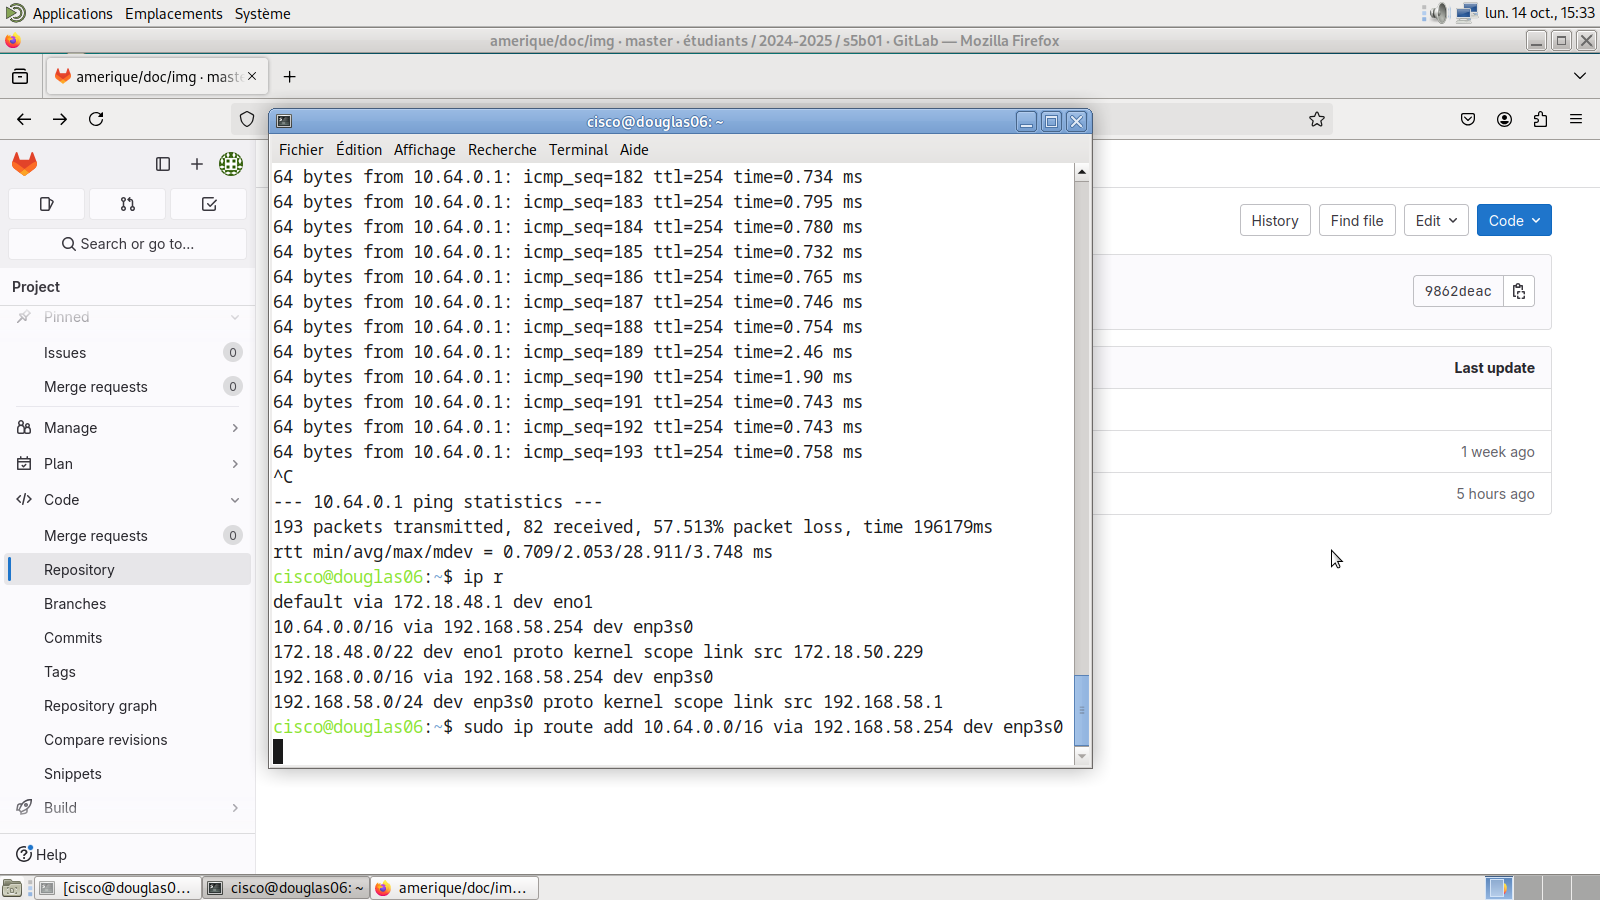 Applications Emplacements Système
lun. 14 oct., 15:33
amerique/doc/img · master · étudiants / 2024-2025 / s5b01 · GitLab — Mozilla Firefox
amerique/doc/img · mast
cisco@douglas06: ~
Fichier Édition Affichage Recherche Terminal Aide
64 bytes from 10.64.0.1: icmp_seq=182 ttl=254 time=0.734 ms
64 bytes from 10.64.0.1: icmp_seq=183 ttl=254 time=0.795 ms
64 bytes from 10.64.0.1: icmp_seq=184 ttl=254 time=0.780 ms
64 bytes from 10.64.0.1: icmp_seq=185 ttl=254 time=0.732 ms
64 bytes from 10.64.0.1: icmp_seq=186 ttl=254 time=0.765 ms
64 bytes from 10.64.0.1: icmp_seq=187 ttl=254 time=0.746 ms
64 bytes from 10.64.0.1: icmp_seq=188 ttl=254 time=0.754 ms
64 bytes from 10.64.0.1: icmp_seq=189 ttl=254 time=2.46 ms
64 bytes from 10.64.0.1: icmp_seq=190 ttl=254 time=1.90 ms
64 bytes from 10.64.0.1: icmp_seq=191 ttl=254 time=0.743 ms
64 bytes from 10.64.0.1: icmp_seq=192 ttl=254 time=0.743 ms
64 bytes from 10.64.0.1: icmp_seq=193 ttl=254 time=0.758 ms
^C
--- 10.64.0.1 ping statistics ---
193 packets transmitted, 82 received, 57.513% packet loss, time 196179ms
rtt min/avg/max/mdev = 0.709/2.053/28.911/3.748 ms
cisco@douglas06:~$ ip r
default via 172.18.48.1 dev eno1
10.64.0.0/16 via 192.168.58.254 dev enp3s0
172.18.48.0/22 dev eno1 proto kernel scope link src 172.18.50.229
192.168.0.0/16 via 192.168.58.254 dev enp3s0
192.168.58.0/24 dev enp3s0 proto kernel scope link src 192.168.58.1
cisco@douglas06:~$ sudo ip route add 10.64.0.0/16 via 192.168.58.254 dev enp3s0
Search or go to...
Project
Pinned
Issues 0
Merge requests 0
Manage
Plan
Code
Merge requests 0
Repository
Branches
Commits
Tags
Repository graph
Compare revisions
Snippets
Build
Help
History Find file Edit Code
9862deac
Last update
1 week ago
5 hours ago
[cisco@douglas0... cisco@douglas06: ~ amerique/doc/im...